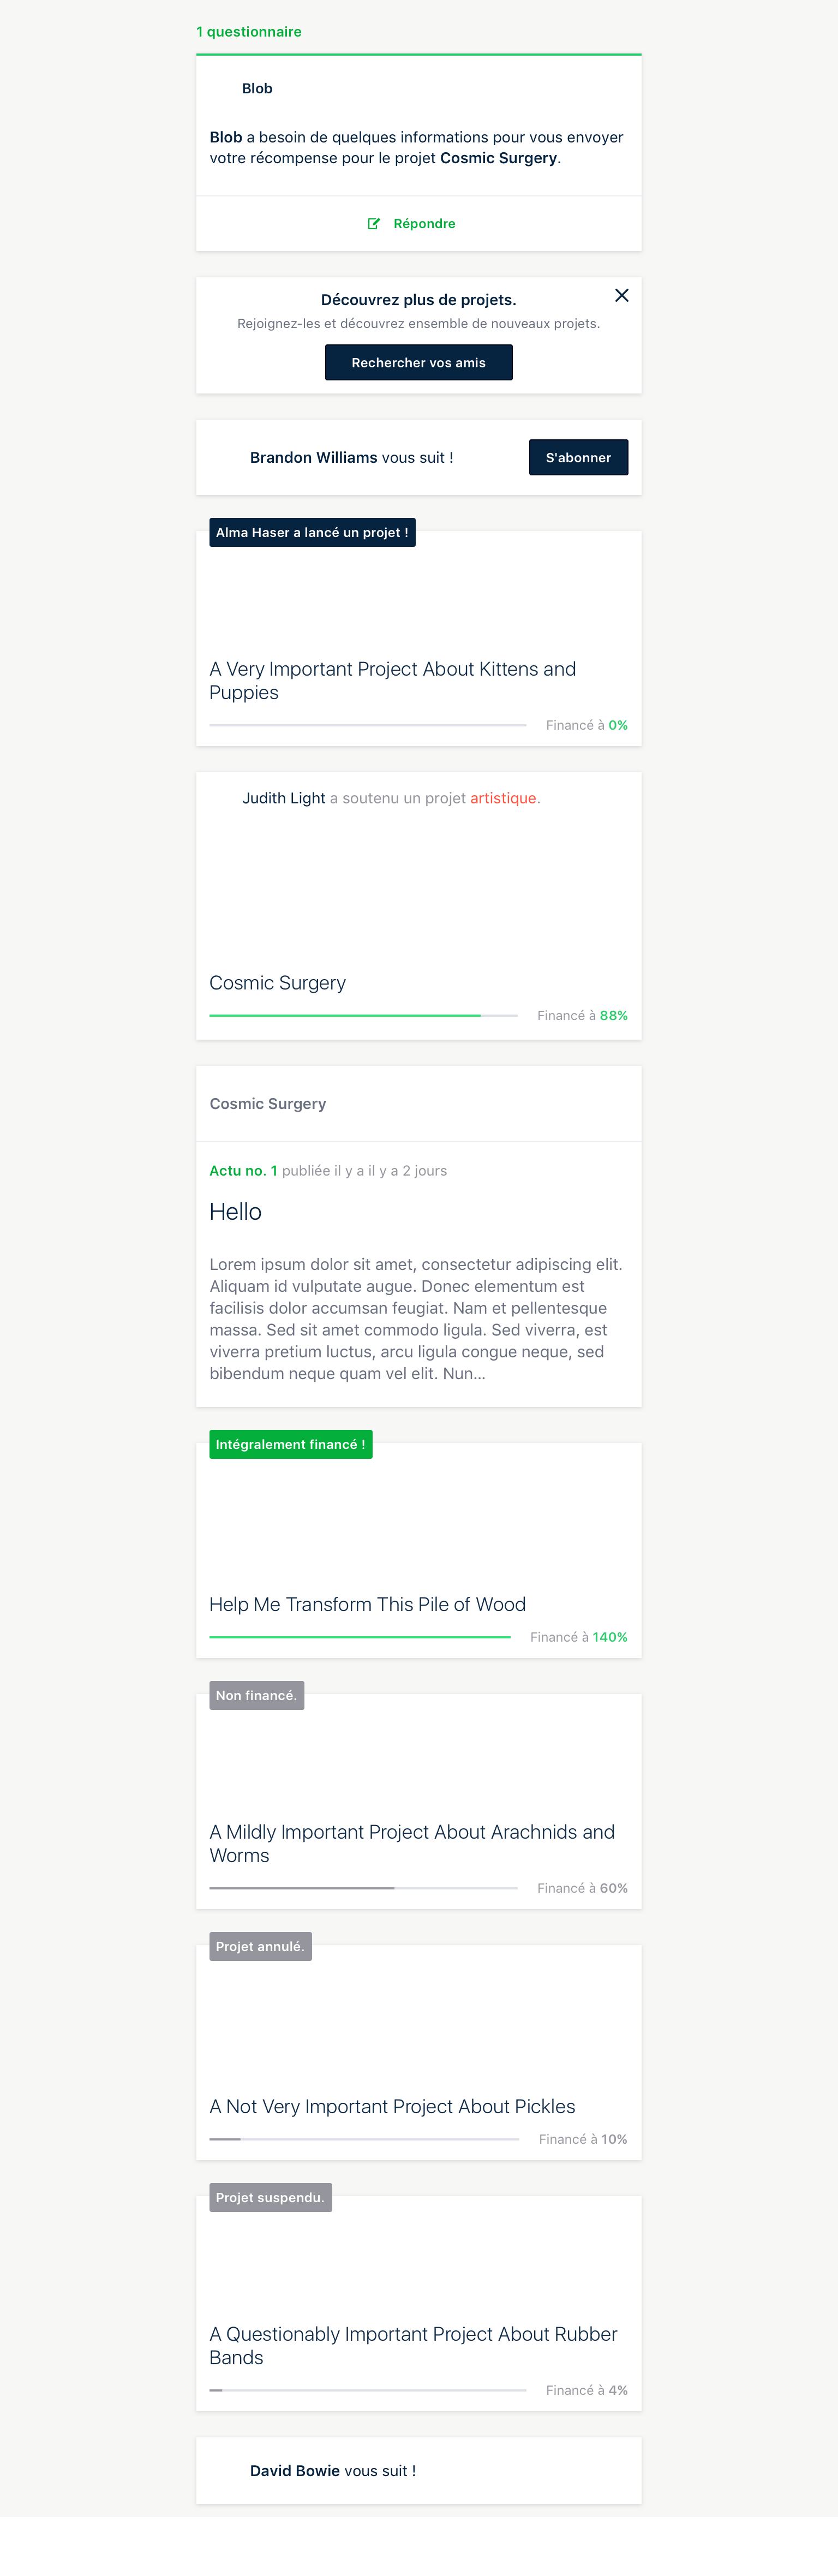 1 questionnaire
Blob
Blob a besoin de quelques informations pour vous envoyer
votre récompense pour le projet Cosmic Surgery.
Répondre
Découvrez plus de projets.
Rejoignez-les et découvrez ensemble de nouveaux projets.
Rechercher vos amis
Brandon Williams vous suit !
S'abonner
Alma Haser a lancé un projet !
A Very Important Project About Kittens and
Puppies
Financé à 0%
Judith Light a soutenu un projet artistique.
Cosmic Surgery
Financé à 88%
Cosmic Surgery
Actu no. 1 publiée il y a il y a 2 jours
Hello
Lorem ipsum dolor sit amet, consectetur adipiscing elit.
Aliquam id vulputate augue. Donec elementum est
facilisis dolor accumsan feugiat. Nam et pellentesque
massa. Sed sit amet commodo ligula. Sed viverra, est
viverra pretium luctus, arcu ligula congue neque, sed
bibendum neque quam vel elit. Nun...
Intégralement financé !
Help Me Transform This Pile of Wood
Financé à 140%
Non financé.
A Mildly Important Project About Arachnids and
Worms
Financé à 60%
Projet annulé.
A Not Very Important Project About Pickles
Financé à 10%
Projet suspendu.
A Questionably Important Project About Rubber
Bands
Financé à 4%
David Bowie vous suit !